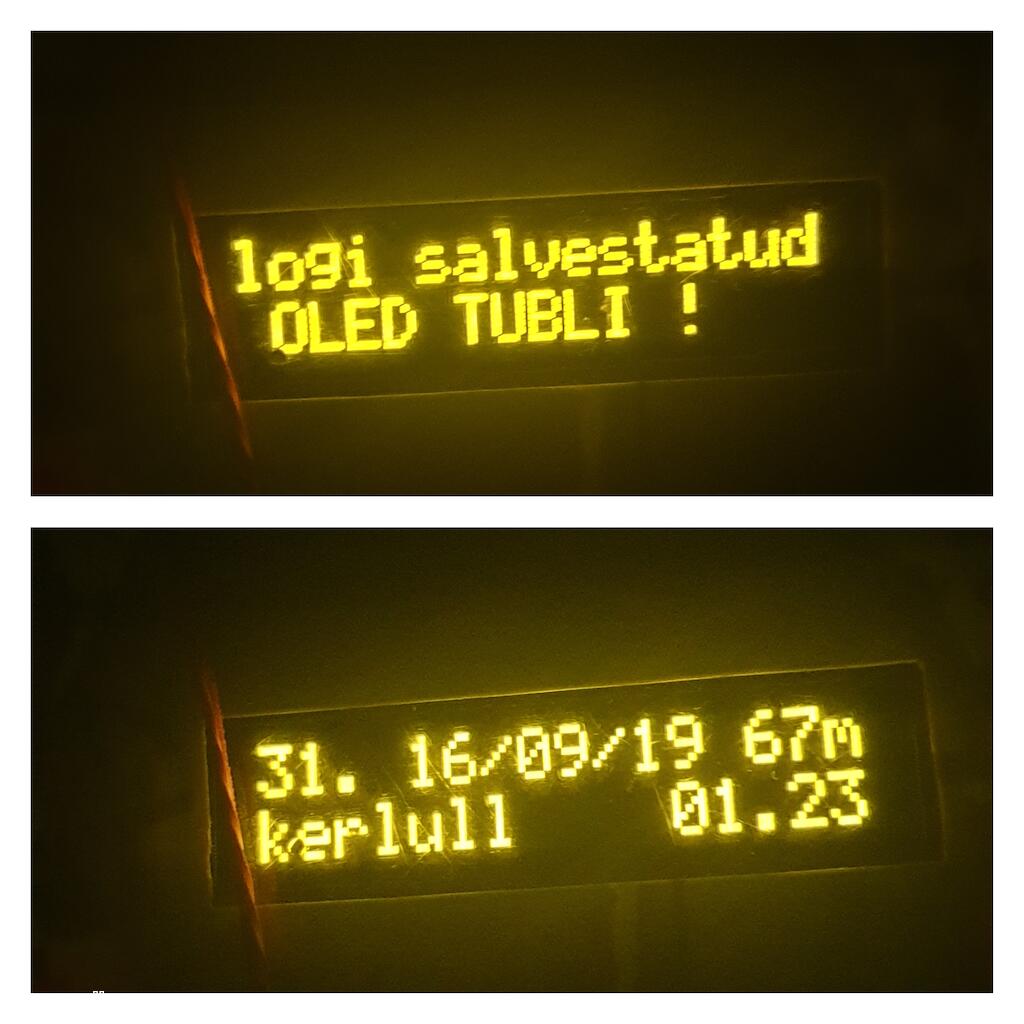 logi salvestatud
OLED TUBLI !
31. 16/09/19 67m
kerlull 01.23